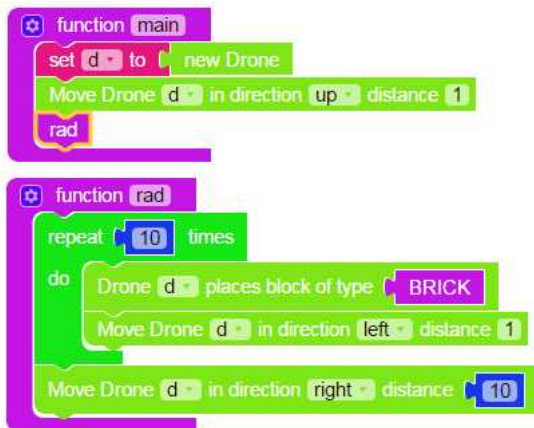 function main
set d to new Drone
Move Drone d in direction up distance 1
rad
function rad
repeat 10 times
do
Drone d places block of type BRICK
Move Drone d in direction left distance 1
Move Drone d in direction right distance 10